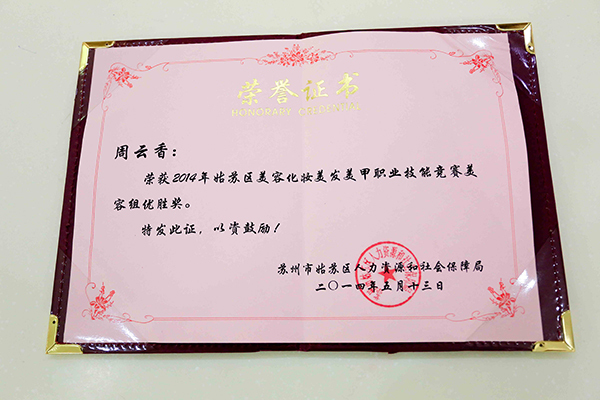 荣誉证书
HONORARY CREDENTIAL
周云香：
荣获2014年姑苏区美容化妆美发美甲职业技能竞赛美
容组优胜奖。
特发此证，以资鼓励！
苏州市姑苏区人力资源和社会保障局
二〇一四年五月十三日